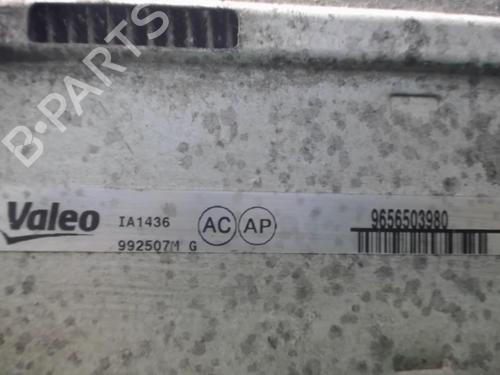 B-PARTS
Valeo
IA1436
992507M G
AC AP
9656503980